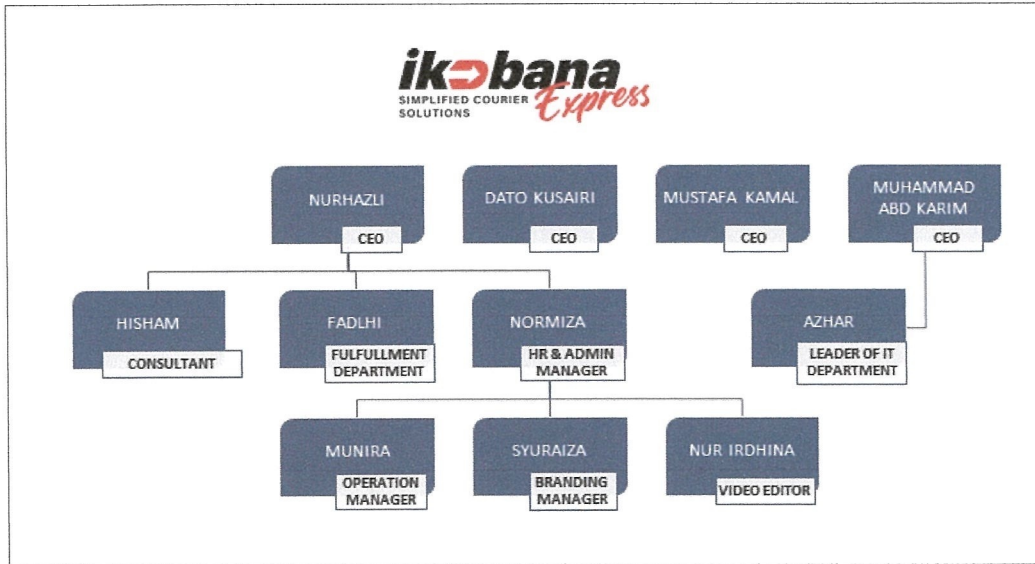 ikobana
SIMPLIFIED COURIER
SOLUTIONS
Express
NURHAZLI
CEO
DATO KUSAIRI
CEO
MUSTAFA KAMAL
CEO
MUHAMMAD
ABD KARIM
CEO
HISHAM
CONSULTANT
FADLHI
FULFULLMENT
DEPARTMENT
NORMIZA
HR & ADMIN
MANAGER
AZHAR
LEADER OF IT
DEPARTMENT
MUNIRA
OPERATION
MANAGER
SYURAIZA
BRANDING
MANAGER
NUR IRDHINA
VIDEO EDITOR